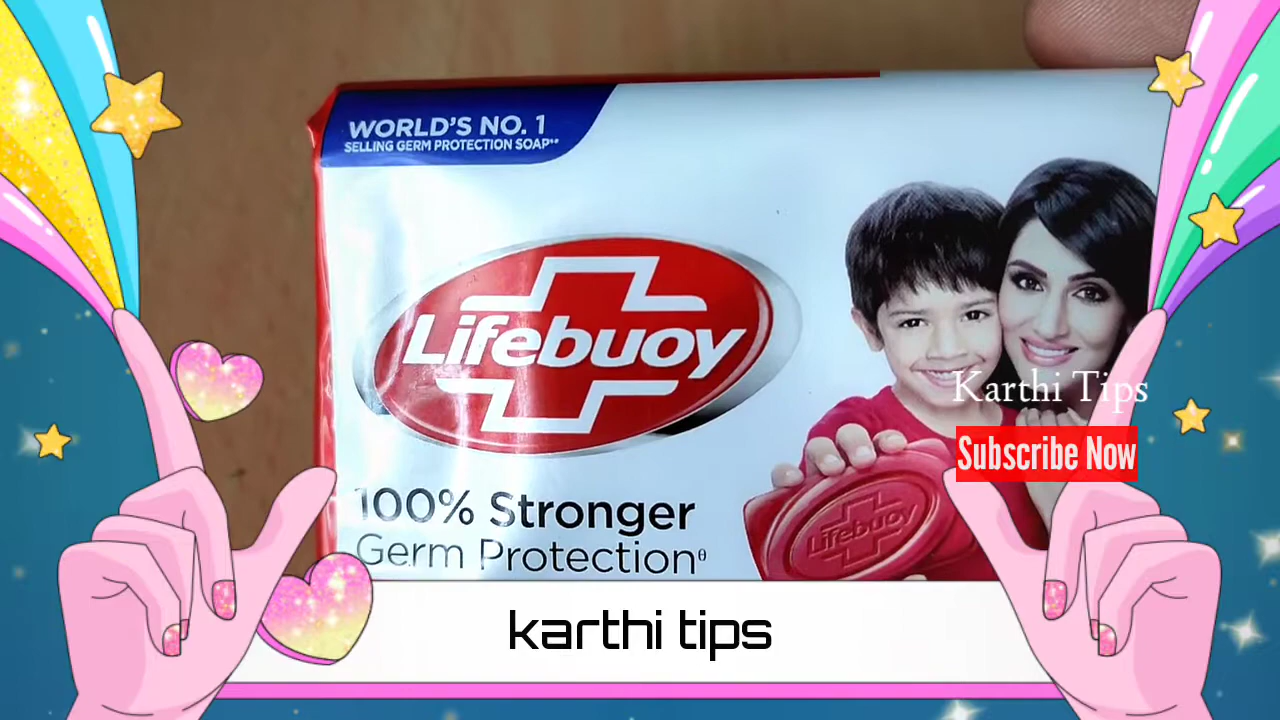 WORLD'S NO. 1
SELLING GERM PROTECTION SOAP*^
Lifebuoy
100% Stronger
Germ Protection^θ
Lifebuoy
Karthi Tips
Subscribe Now
karthi tips